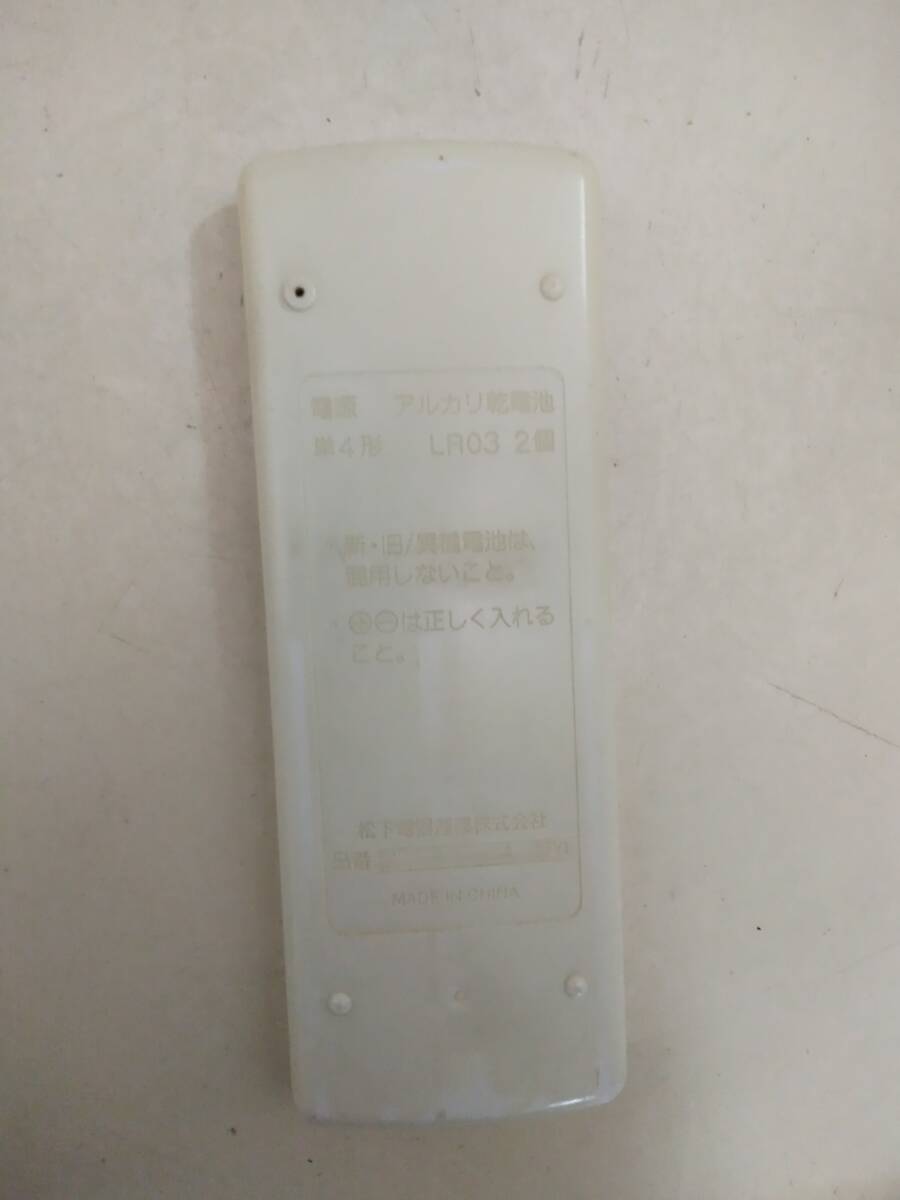 電源 アルカリ乾電池
単4形 LR03 2個
新・旧/異種電池は、
混用しないこと。
・⊕⊖は正しく入れる
こと。
松下電器産業株式会社
品番
MADE IN CHINA